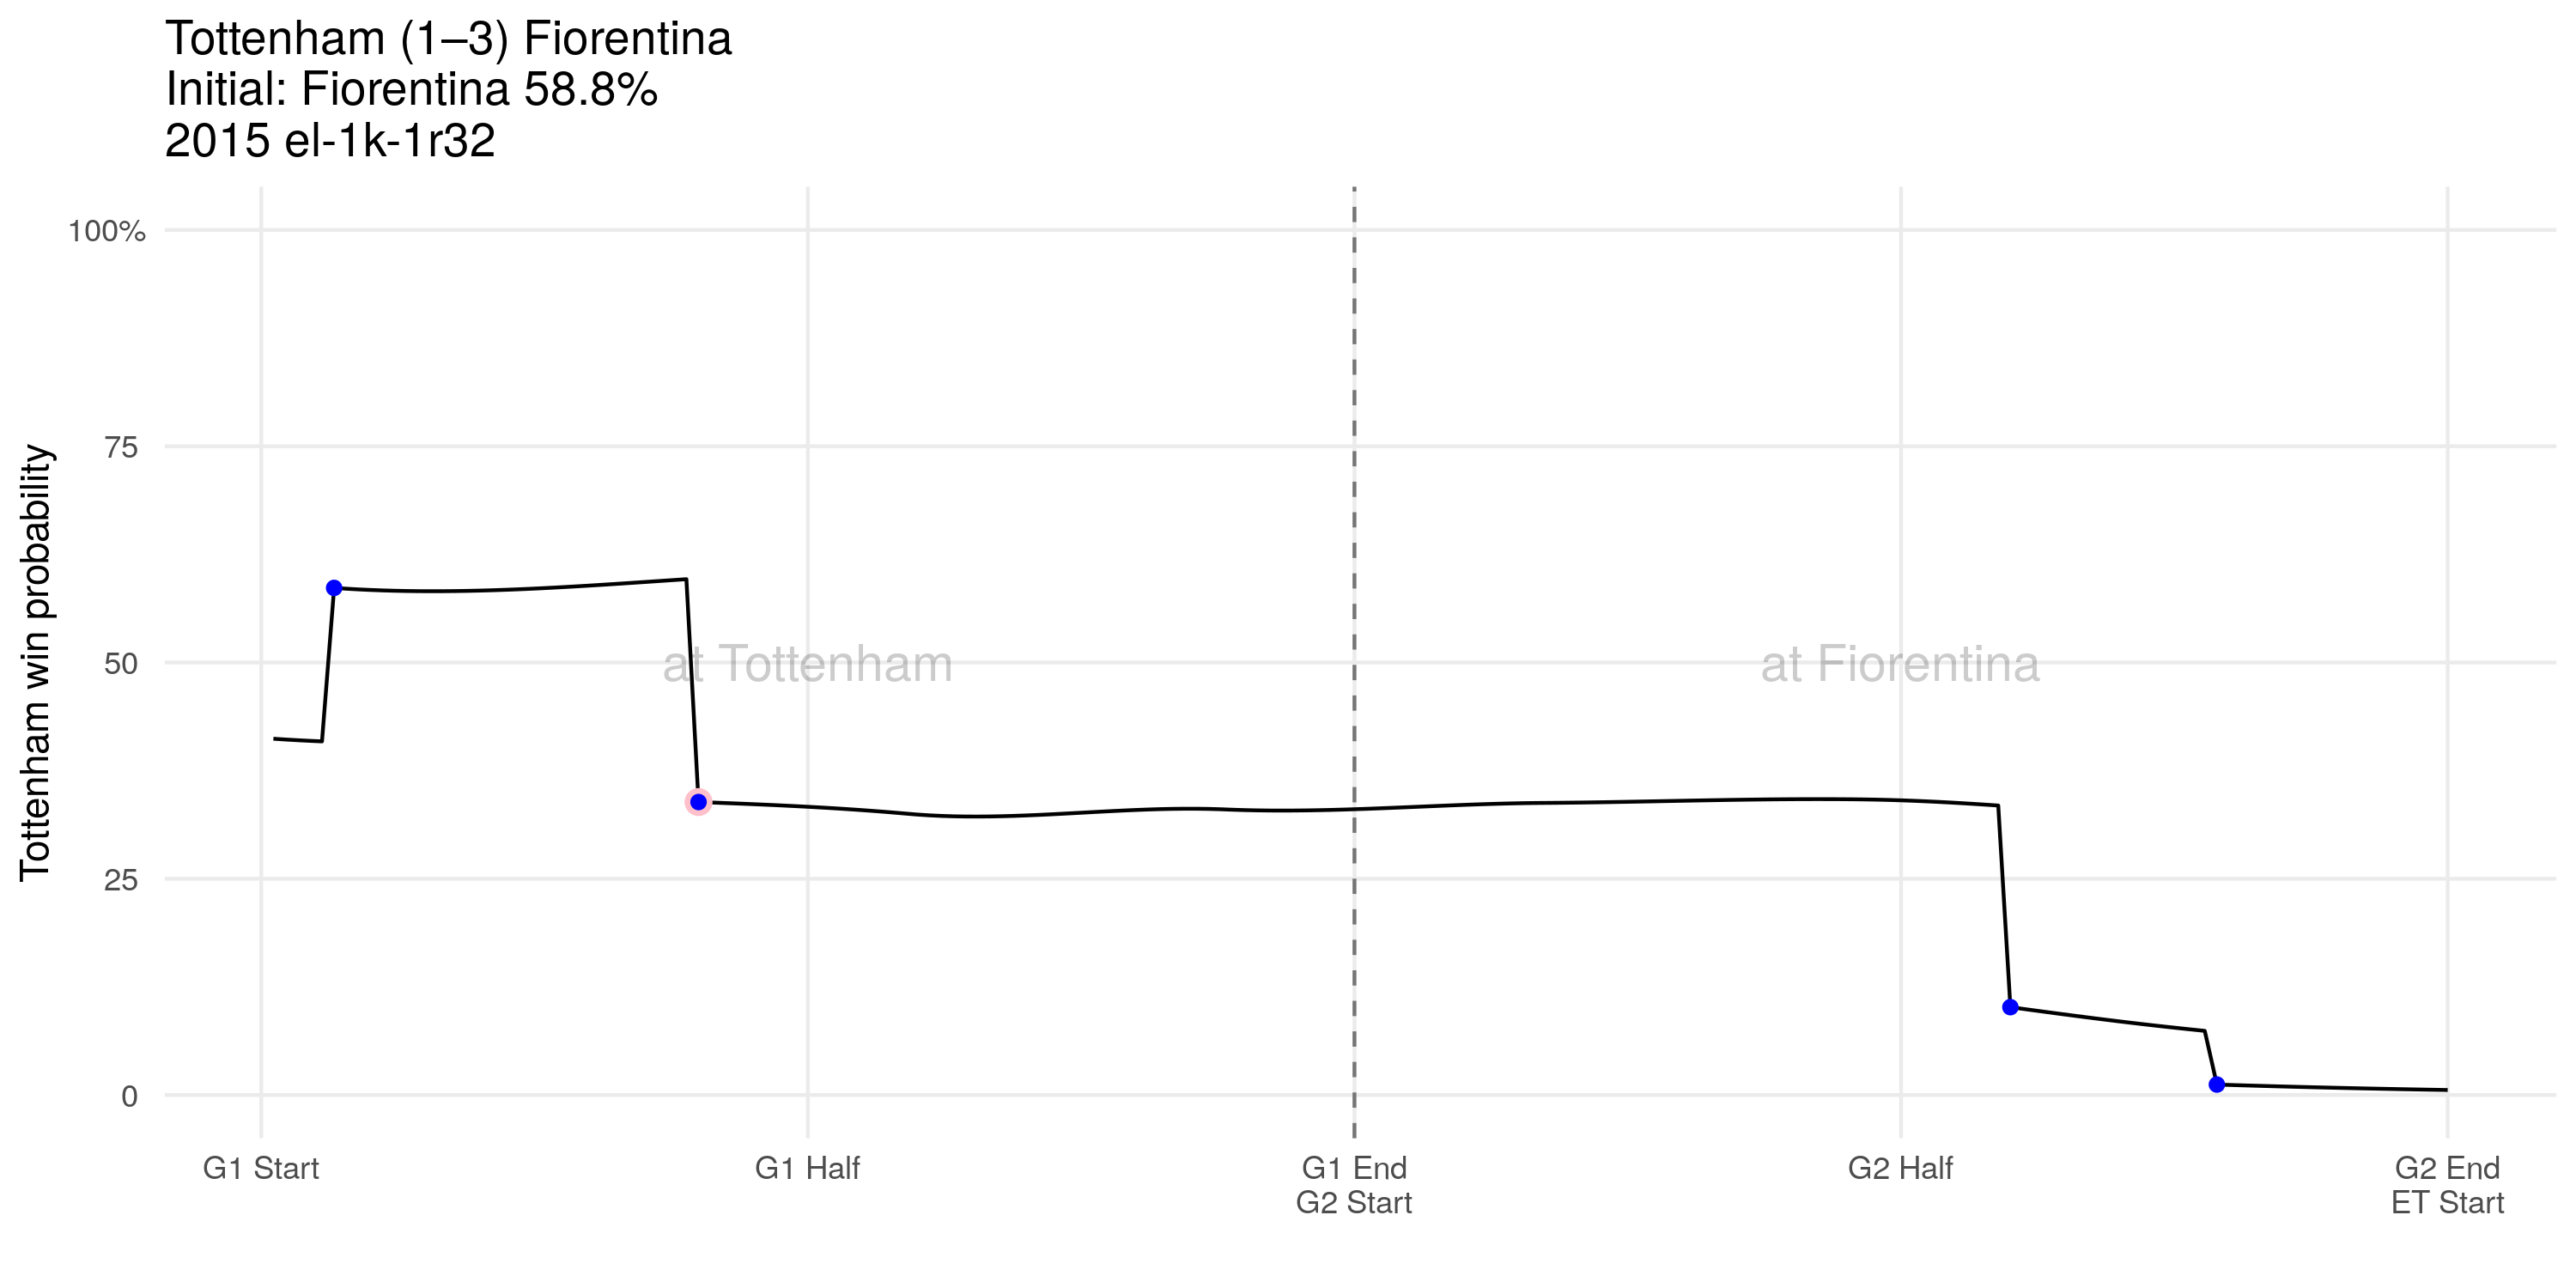 Tottenham (1–3) Fiorentina
Initial: Fiorentina 58.8%
2015 el-1k-1r32
Tottenham win probability
100%
75
50
25
0
at Tottenham
at Fiorentina
G1 Start
G1 Half
G1 End
G2 Start
G2 Half
G2 End
ET Start